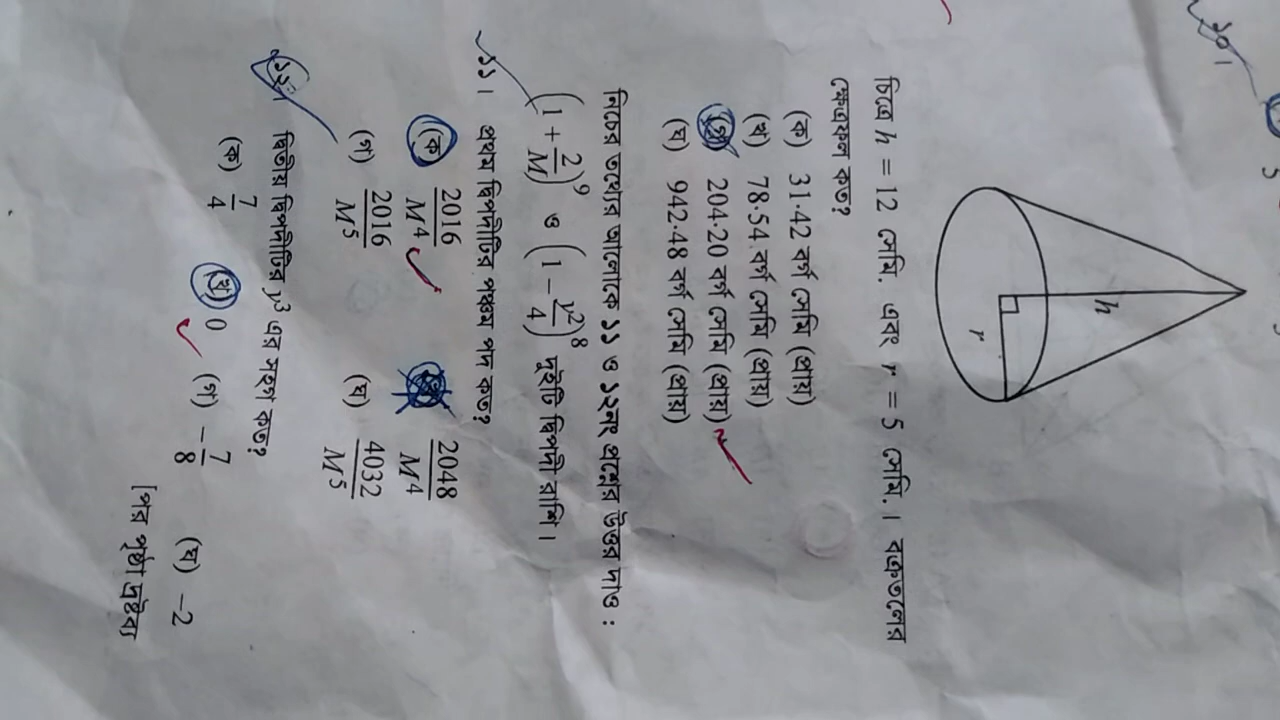 ১০।
h
r
চিত্রে h = 12 সেমি. এবং r = 5 সেমি.। বক্রতলের
ক্ষেত্রফল কত?
(ক) 31·42 বর্গ সেমি (প্রায়)
(খ) 78·54 বর্গ সেমি (প্রায়)
(গ) 204·20 বর্গ সেমি (প্রায়)
(ঘ) 942·48 বর্গ সেমি (প্রায়)
নিচের তথ্যের আলোকে ১১ ও ১২নং প্রশ্নের উত্তর দাও :
(1 + 2/M)^9 ও (1 − y^2/4)^8 দুইটি দ্বিপদী রাশি।
১১। প্রথম দ্বিপদীটির পঞ্চম পদ কত?
(ক) 2016/M^4 2048/M^4
(গ) 2016/M^5 (ঘ) 4032/M^5
১২। দ্বিতীয় দ্বিপদীটির y^3 এর সহগ কত?
(ক) 7/4 (খ) 0 (গ) −7/8 (ঘ) −2
[পর পৃষ্ঠা দ্রষ্টব্য